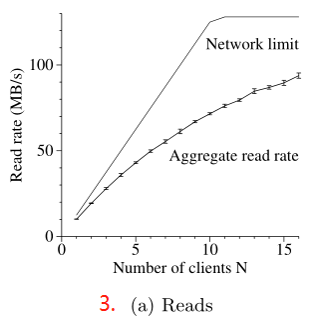 Read rate (MB/s)
100
50
0
Network limit
Aggregate read rate
0 5 10 15
Number of clients N
3. (a) Reads